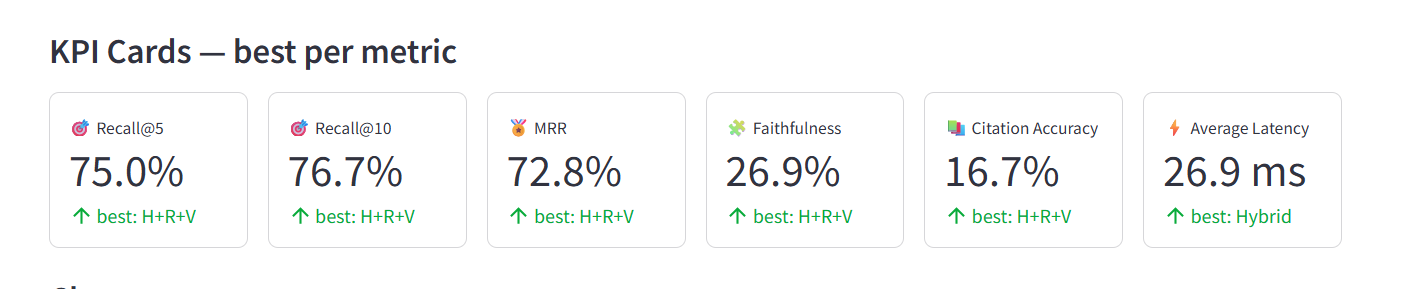 KPI Cards — best per metric
Recall@5
75.0%
↑ best: H+R+V
Recall@10
76.7%
↑ best: H+R+V
MRR
72.8%
↑ best: H+R+V
Faithfulness
26.9%
↑ best: H+R+V
Citation Accuracy
16.7%
↑ best: H+R+V
Average Latency
26.9 ms
↑ best: Hybrid